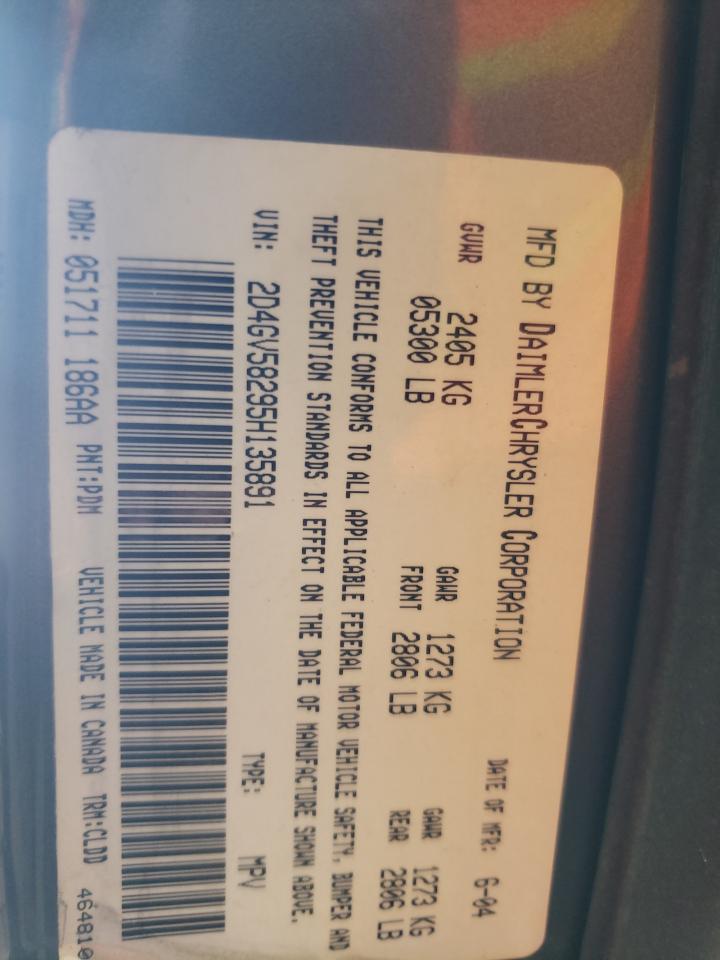 MFD BY DAIMLERCHRYSLER CORPORATION
DATE OF MFR: 6-04
GVWR 2405 KG
05300 LB
GAWR 1273 KG
FRONT 2806 LB
GAWR 1273 KG
REAR 2806 LB
THIS VEHICLE CONFORMS TO ALL APPLICABLE FEDERAL MOTOR VEHICLE SAFETY, BUMPER AND
THEFT PREVENTION STANDARDS IN EFFECT ON THE DATE OF MANUFACTURE SHOWN ABOVE.
VIN: 2D4GV58295H135891 TYPE: MPV
MDH: 051711 186AA PNT:PDM VEHICLE MADE IN CANADA TRM:CLDD 464810